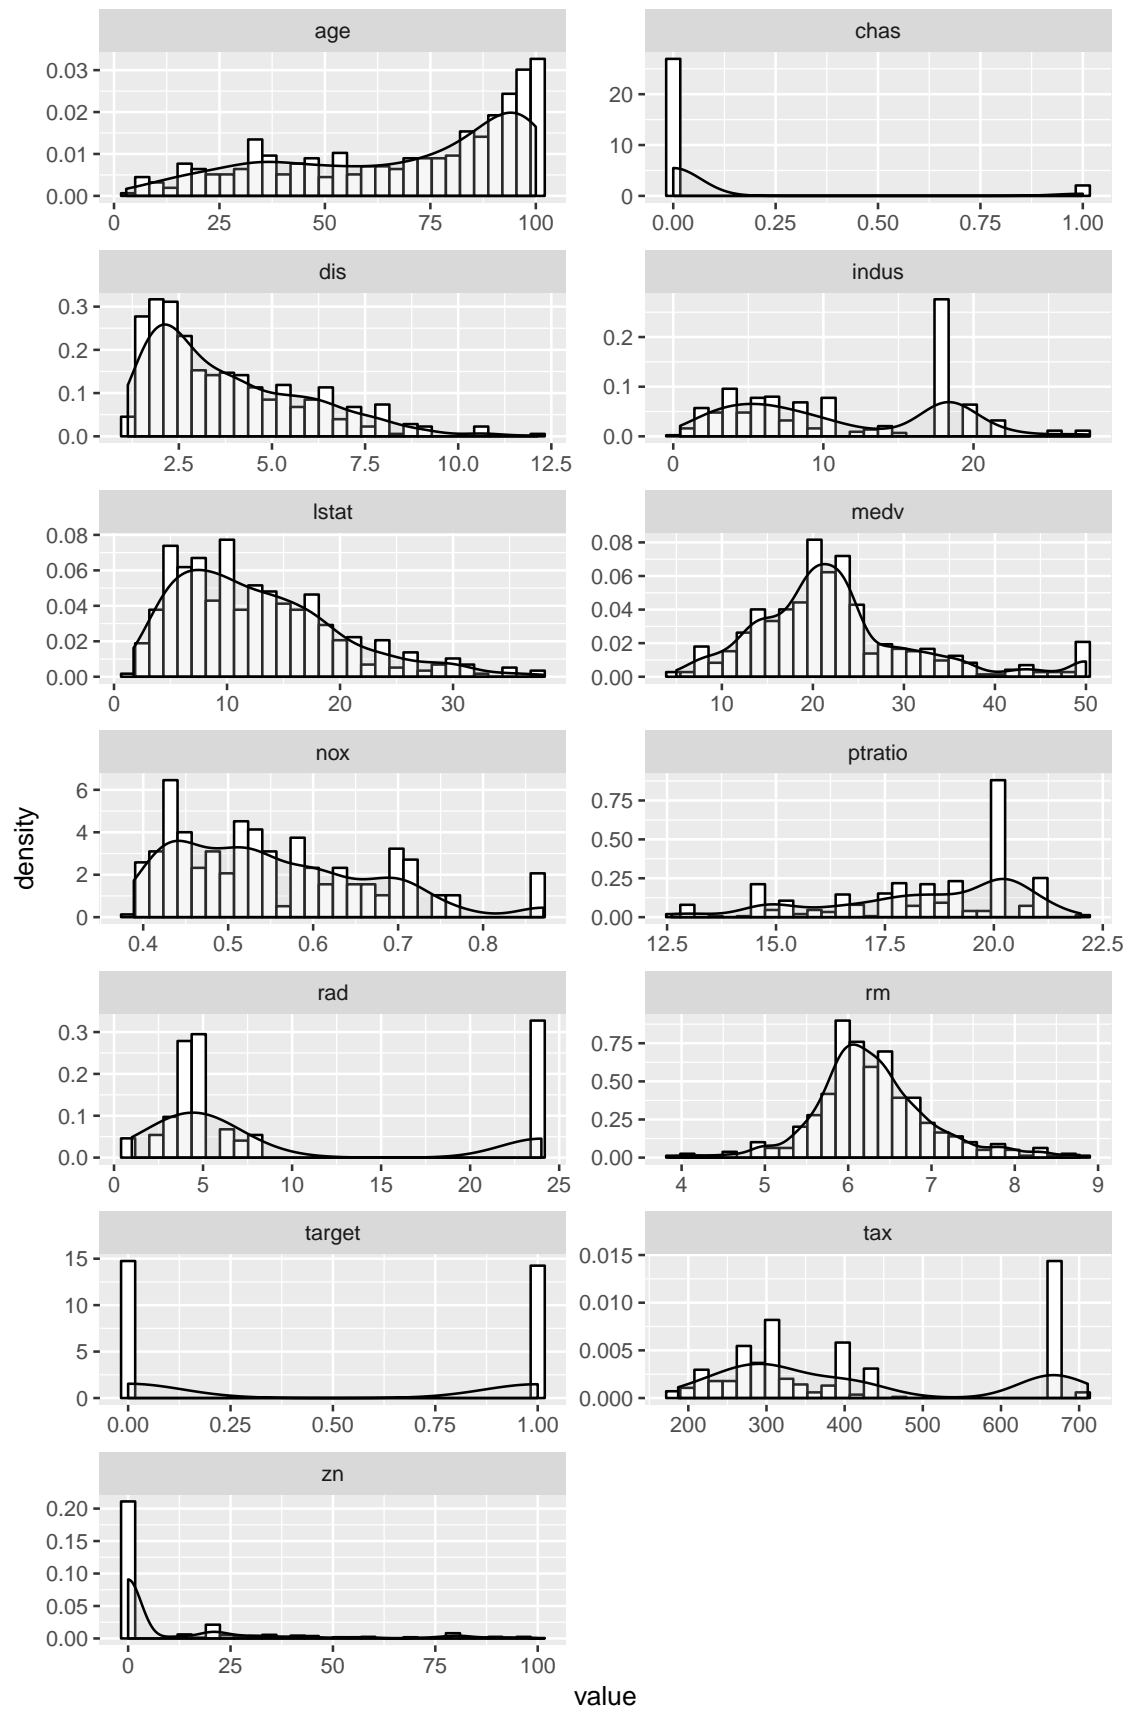 age
0.03
0.02
0.01
0.00
0 25 50 75 100
chas
20
10
0
0.00 0.25 0.50 0.75 1.00
dis
0.3
0.2
0.1
0.0
2.5 5.0 7.5 10.0 12.5
indus
0.2
0.1
0.0
0 10 20
lstat
0.08
0.06
0.04
0.02
0.00
0 10 20 30
medv
0.08
0.06
0.04
0.02
0.00
10 20 30 40 50
nox
6
4
2
0
0.4 0.5 0.6 0.7 0.8
ptratio
0.75
0.50
0.25
0.00
12.5 15.0 17.5 20.0 22.5
rad
0.3
0.2
0.1
0.0
0 5 10 15 20 25
rm
0.75
0.50
0.25
0.00
4 5 6 7 8 9
target
15
10
5
0
0.00 0.25 0.50 0.75 1.00
tax
0.015
0.010
0.005
0.000
200 300 400 500 600 700
zn
0.20
0.15
0.10
0.05
0.00
0 25 50 75 100
density
value